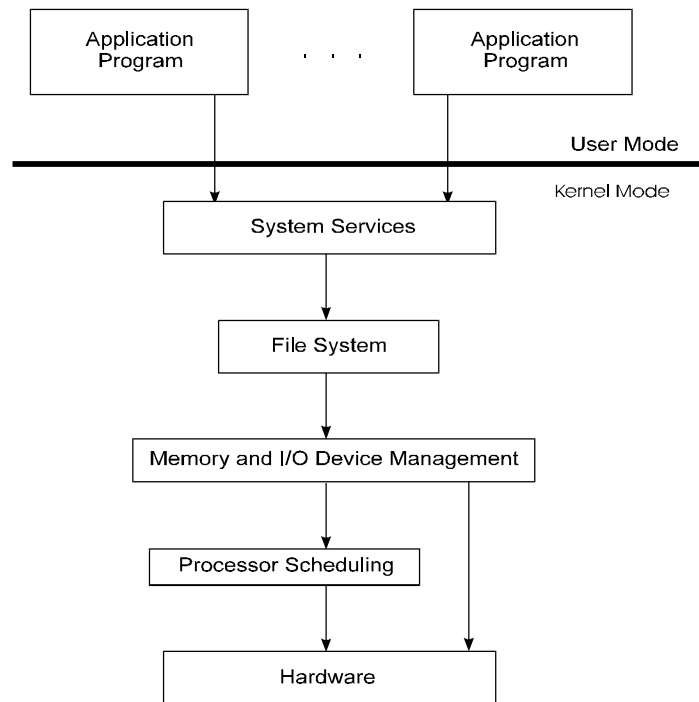 Application
Program
. . .
Application
Program
User Mode
Kernel Mode
System Services
File System
Memory and I/O Device Management
Processor Scheduling
Hardware